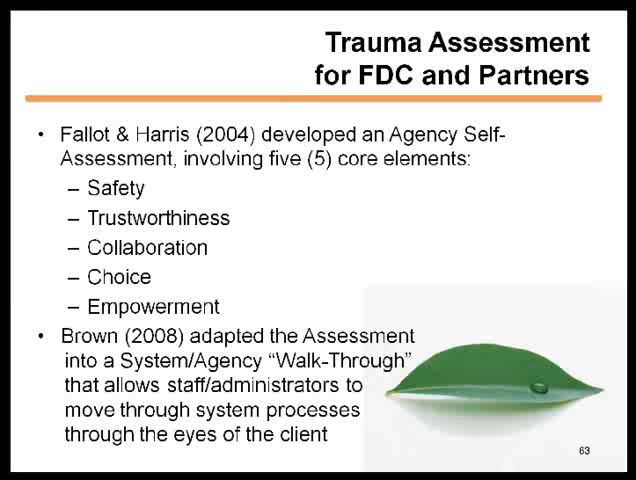 Trauma Assessment
for FDC and Partners
• Fallot & Harris (2004) developed an Agency Self-
Assessment, involving five (5) core elements:
– Safety
– Trustworthiness
– Collaboration
– Choice
– Empowerment
• Brown (2008) adapted the Assessment
into a System/Agency “Walk-Through”
that allows staff/administrators to
move through system processes
through the eyes of the client
63